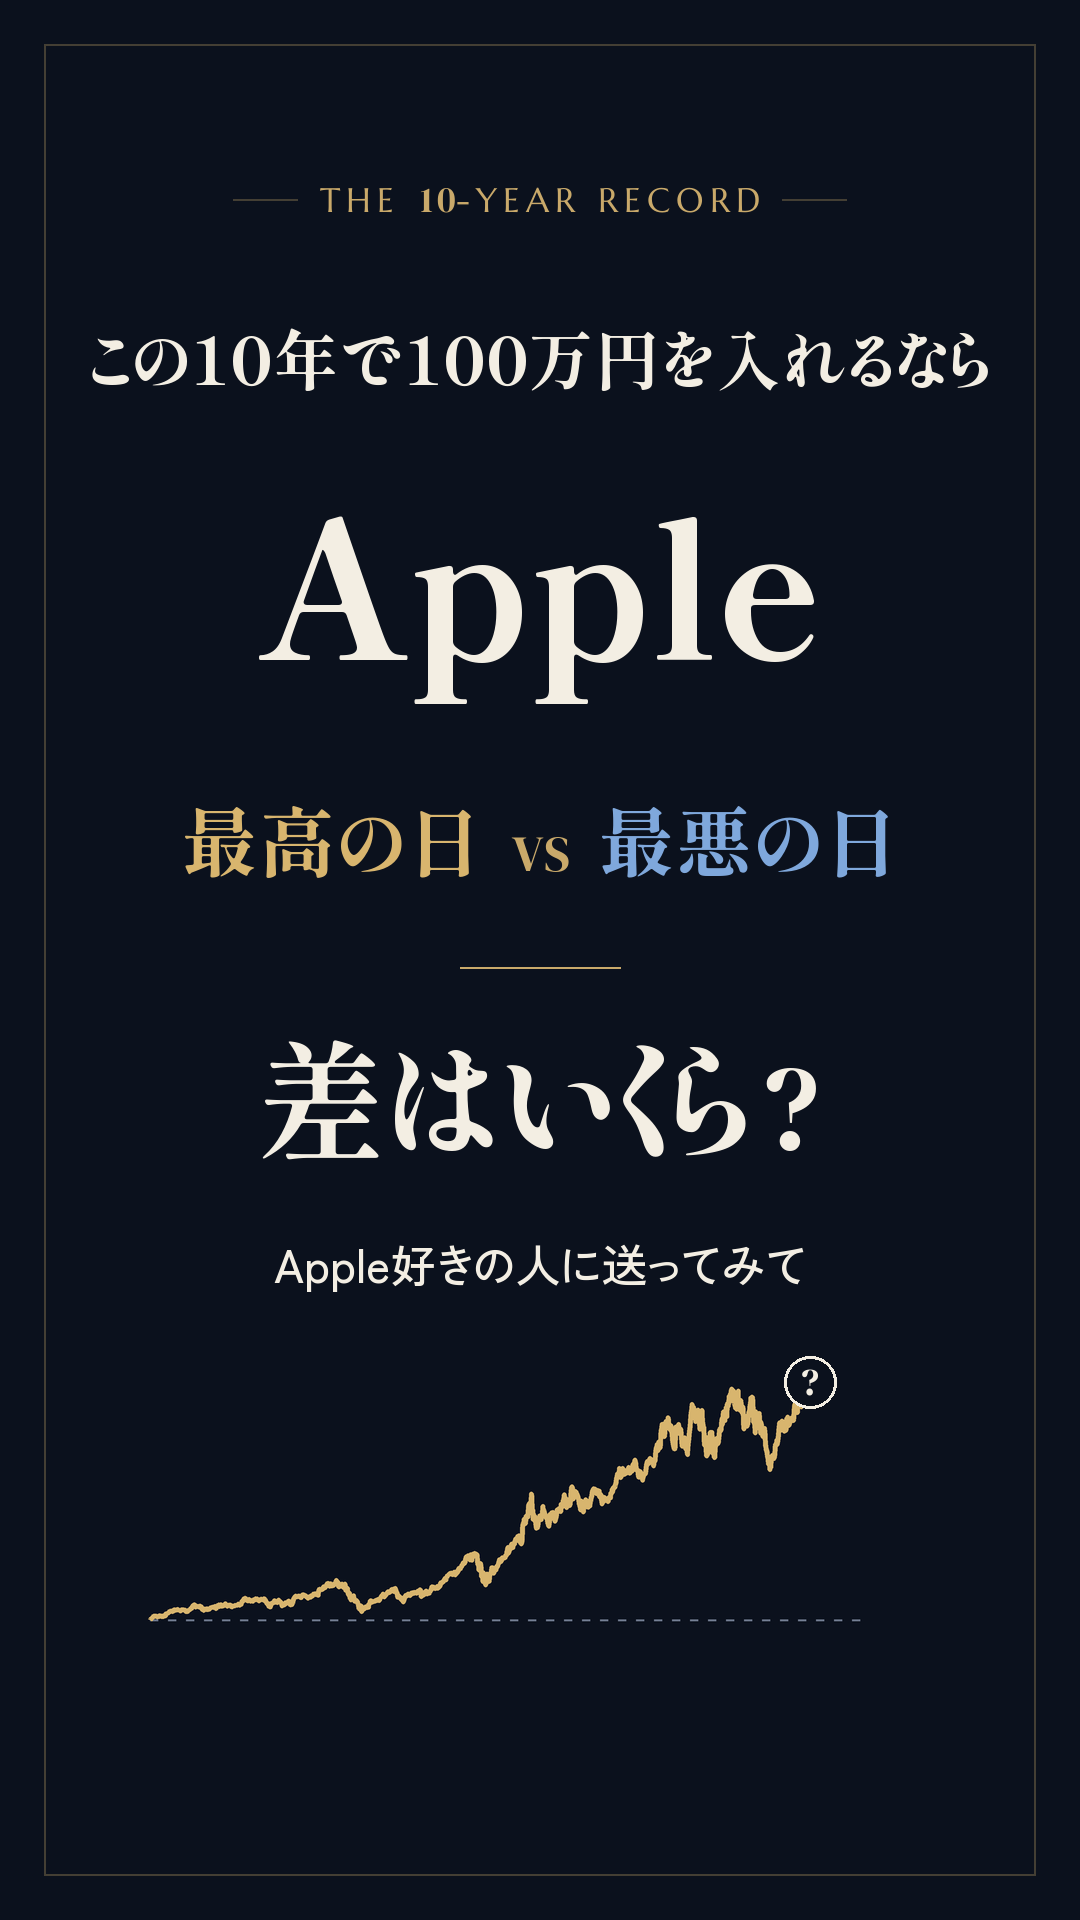 THE 10-YEAR RECORD
この10年で100万円を入れるなら
Apple
最高の日 vs 最悪の日
差はいくら?
Apple好きの人に送ってみて
?